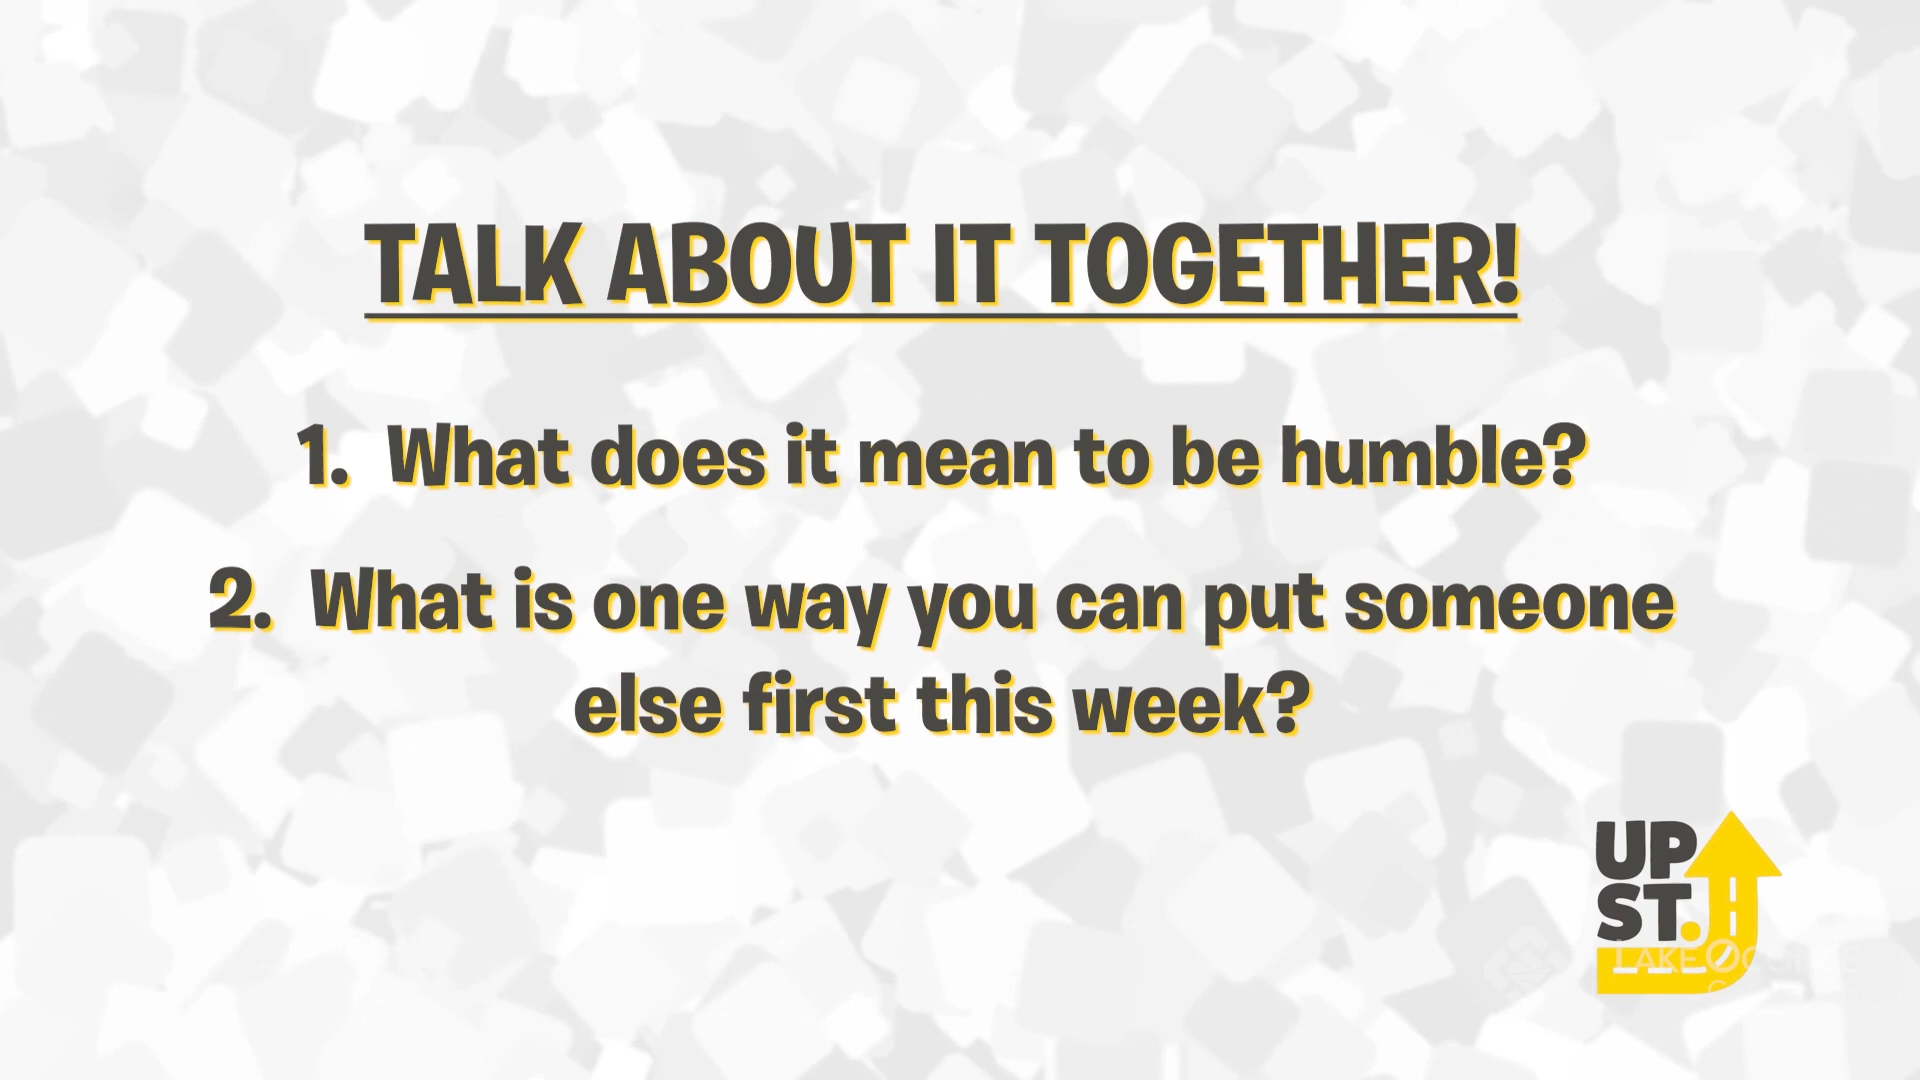 TALK ABOUT IT TOGETHER!
1. What does it mean to be humble?
2. What is one way you can put someone
else first this week?
UP
ST.
LAKE